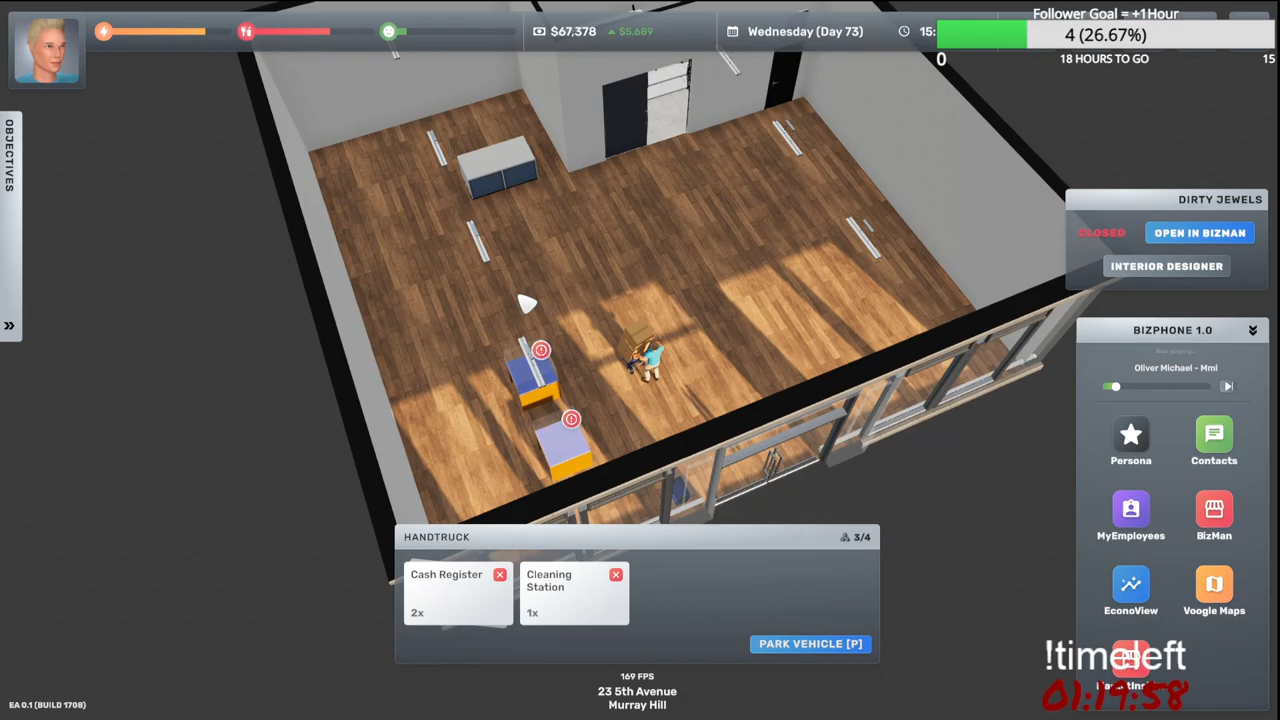 $67,378
$5,689
Wednesday (Day 73)
15:
Follower Goal = +1Hour
4 (26.67%)
0
18 HOURS TO GO
15
OBJECTIVES
DIRTY JEWELS
CLOSED
OPEN IN BIZMAN
INTERIOR DESIGNER
BIZPHONE 1.0
Now playing...
Oliver Michael - Mml
Persona
Contacts
MyEmployees
BizMan
EconoView
Voogle Maps
HANDTRUCK
3/4
Cash Register
2x
Cleaning
Station
1x
PARK VEHICLE [P]
!timeleft
01:19:58
169 FPS
23 5th Avenue
Murray Hill
EA 0.1 (BUILD 1708)